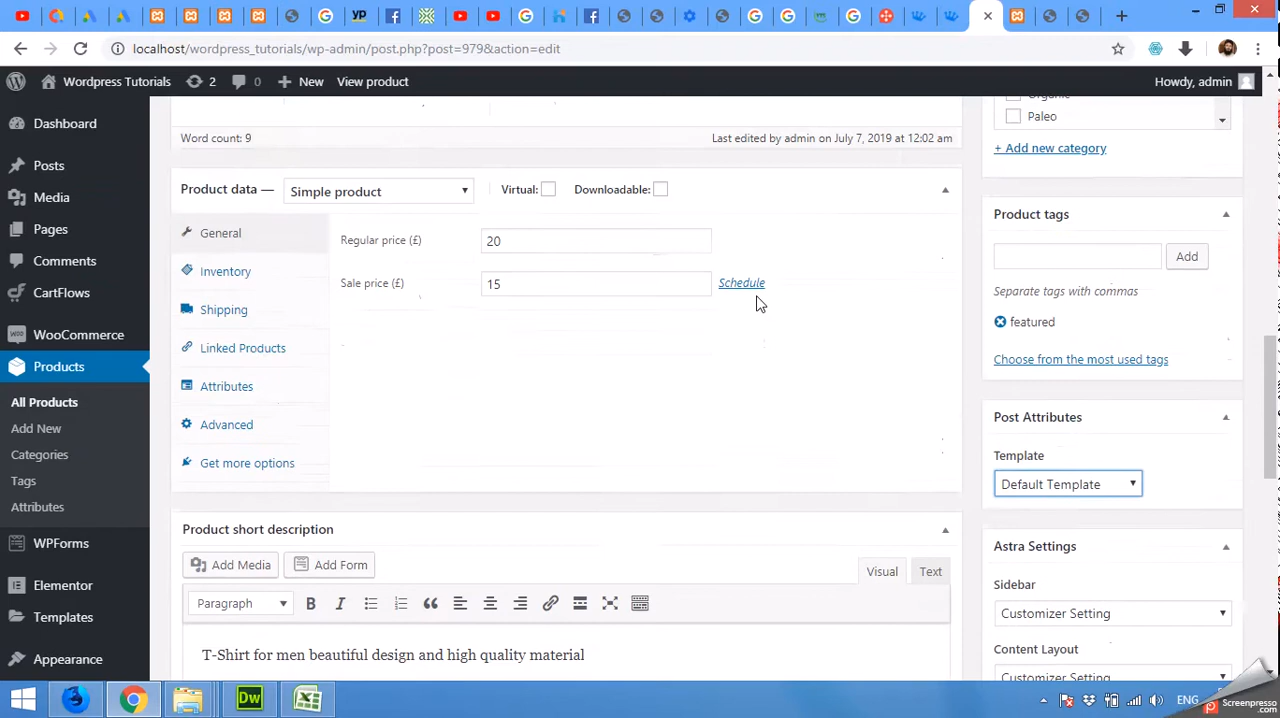 localhost/wordpress_tutorials/wp-admin/post.php?post=979&action=edit
Wordpress Tutorials 2 0 New View product Howdy, admin
Dashboard
Posts
Media
Pages
Comments
CartFlows
WooCommerce
Products
All Products
Add New
Categories
Tags
Attributes
WPForms
Elementor
Templates
Appearance
Word count: 9 Last edited by admin on July 7, 2019 at 12:02 am
Product data — Simple product Virtual: Downloadable:
General
Inventory
Shipping
Linked Products
Attributes
Advanced
Get more options
Regular price (£) 20
Sale price (£) 15 Schedule
Product short description
Add Media Add Form Visual Text
Paragraph
T-Shirt for men beautiful design and high quality material
Paleo
+ Add new category
Product tags
Add
Separate tags with commas
featured
Choose from the most used tags
Post Attributes
Template
Default Template
Astra Settings
Sidebar
Customizer Setting
Content Layout
Customizer Setting
Dw
ENG
Screenpresso
.com